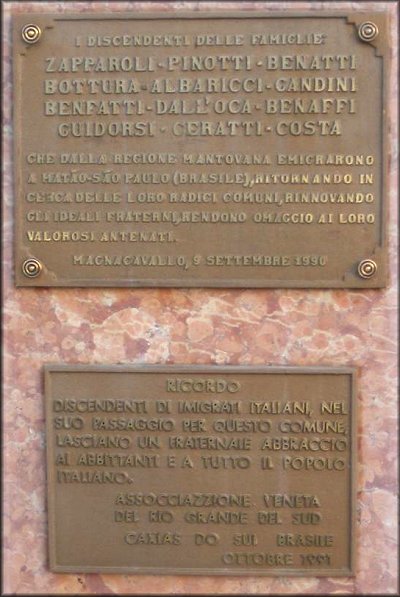 I DISCENDENTI DELLE FAMIGLIE:
ZAPPAROLI-PINOTTI-BENATTI
BOTTURA-ALBARICCI-GANDINI
BENFATTI-DALL'OCA-BENAFFI
GUIDORSI-CERATTI-COSTA
CHE DALLA REGIONE MANTOVANA EMIGRARONO
A MATÃO-SÃO PAULO (BRASILE), RITORNANDO IN
CERCA DELLE LORO RADICI COMUNI, RINNOVANDO
GLI IDEALI FRATERNI, RENDONO OMAGGIO AI LORO
VALOROSI ANTENATI.
MAGNACAVALLO, 9 SETTEMBRE 1990
RICORDO
DISCENDENTI DI IMIGRATI ITALIANI, NEL
SUO PASSAGGIO PER QUESTO COMUNE,
LASCIANO UN FRATERNALE ABBRACCIO
AI ABBITTANTI E A TUTTO IL POPOLO
ITALIANO.
ASSOCCIAZZIONE VENETA
DEL RIO GRANDE DEL SUD
CAXIAS DO SUL BRASILE
OTTOBRE 1991